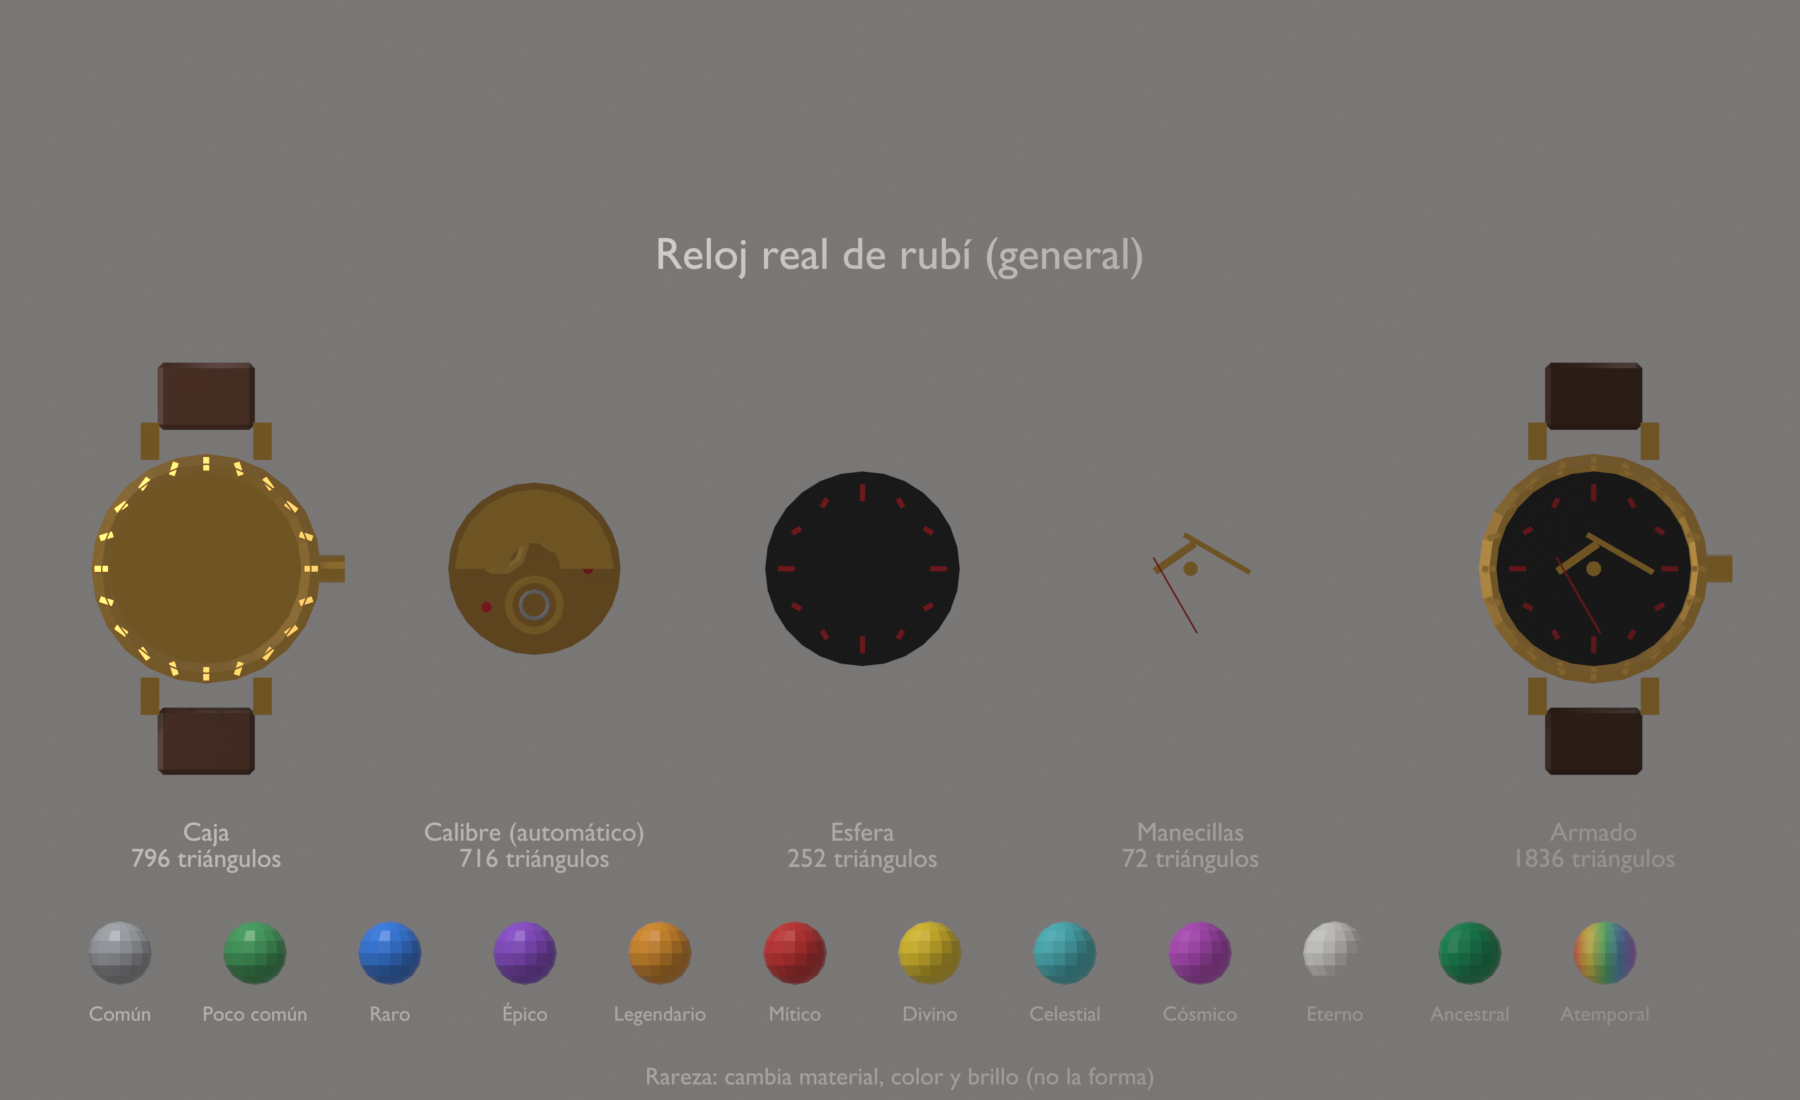 Reloj real de rubí (general)
Caja
796 triángulos
Calibre (automático)
716 triángulos
Esfera
252 triángulos
Manecillas
72 triángulos
Armado
1836 triángulos
Común
Poco común
Raro
Épico
Legendario
Mítico
Divino
Celestial
Cósmico
Eterno
Ancestral
Atemporal
Rareza: cambia material, color y brillo (no la forma)